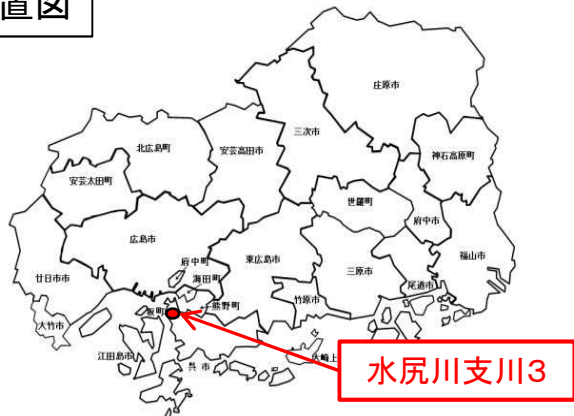 置図
庄原市
三次市
北広島町
安芸高田市
神石高原町
安芸太田町
世羅町
府中市
広島市
府中町
東広島市
福山市
三原市
海田町
廿日市市
尾道市
竹原市
熊野町
坂町
大竹市
江田島市
呉市
大崎上
水尻川支川3